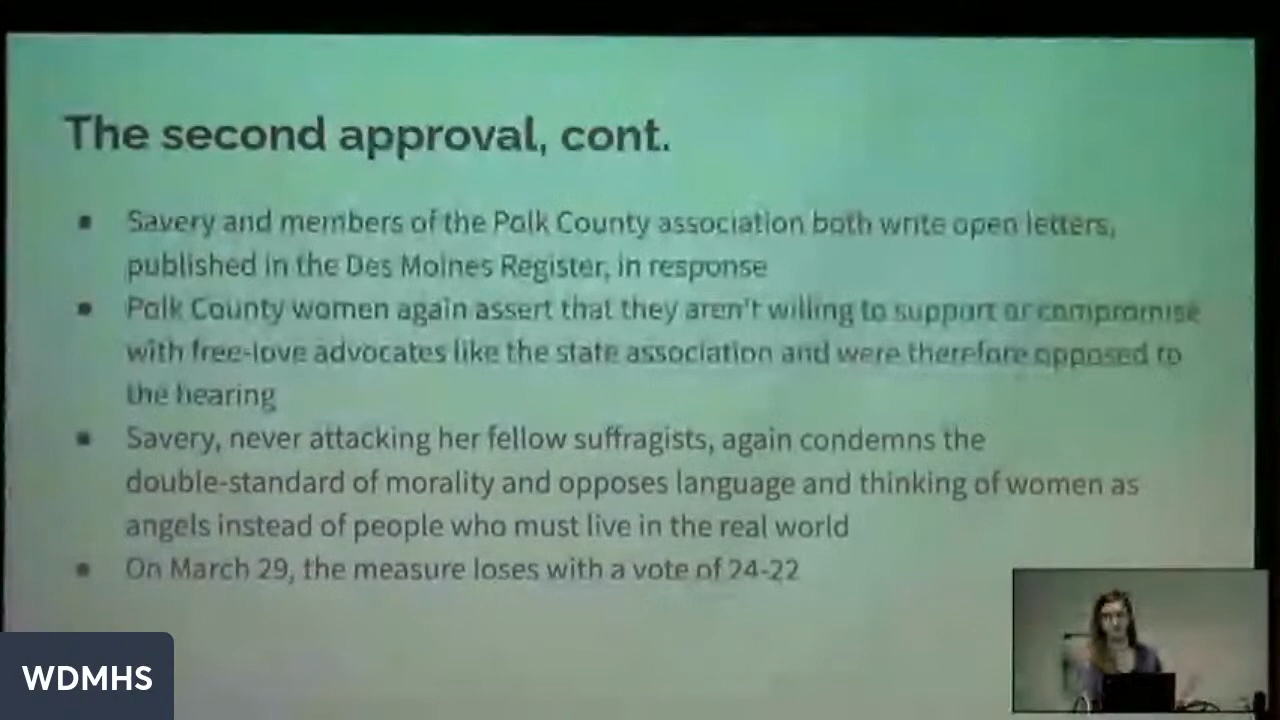 The second approval, cont.
Savery and members of the Polk County association both write open letters,
published in the Des Moines Register, in response
Polk County women again assert that they aren't willing to support or compromise
with free-love advocates like the state association and were therefore opposed to
the hearing
Savery, never attacking her fellow suffragists, again condemns the
double-standard of morality and opposes language and thinking of women as
angels instead of people who must live in the real world
On March 29, the measure loses with a vote of 24-22
WDMHS